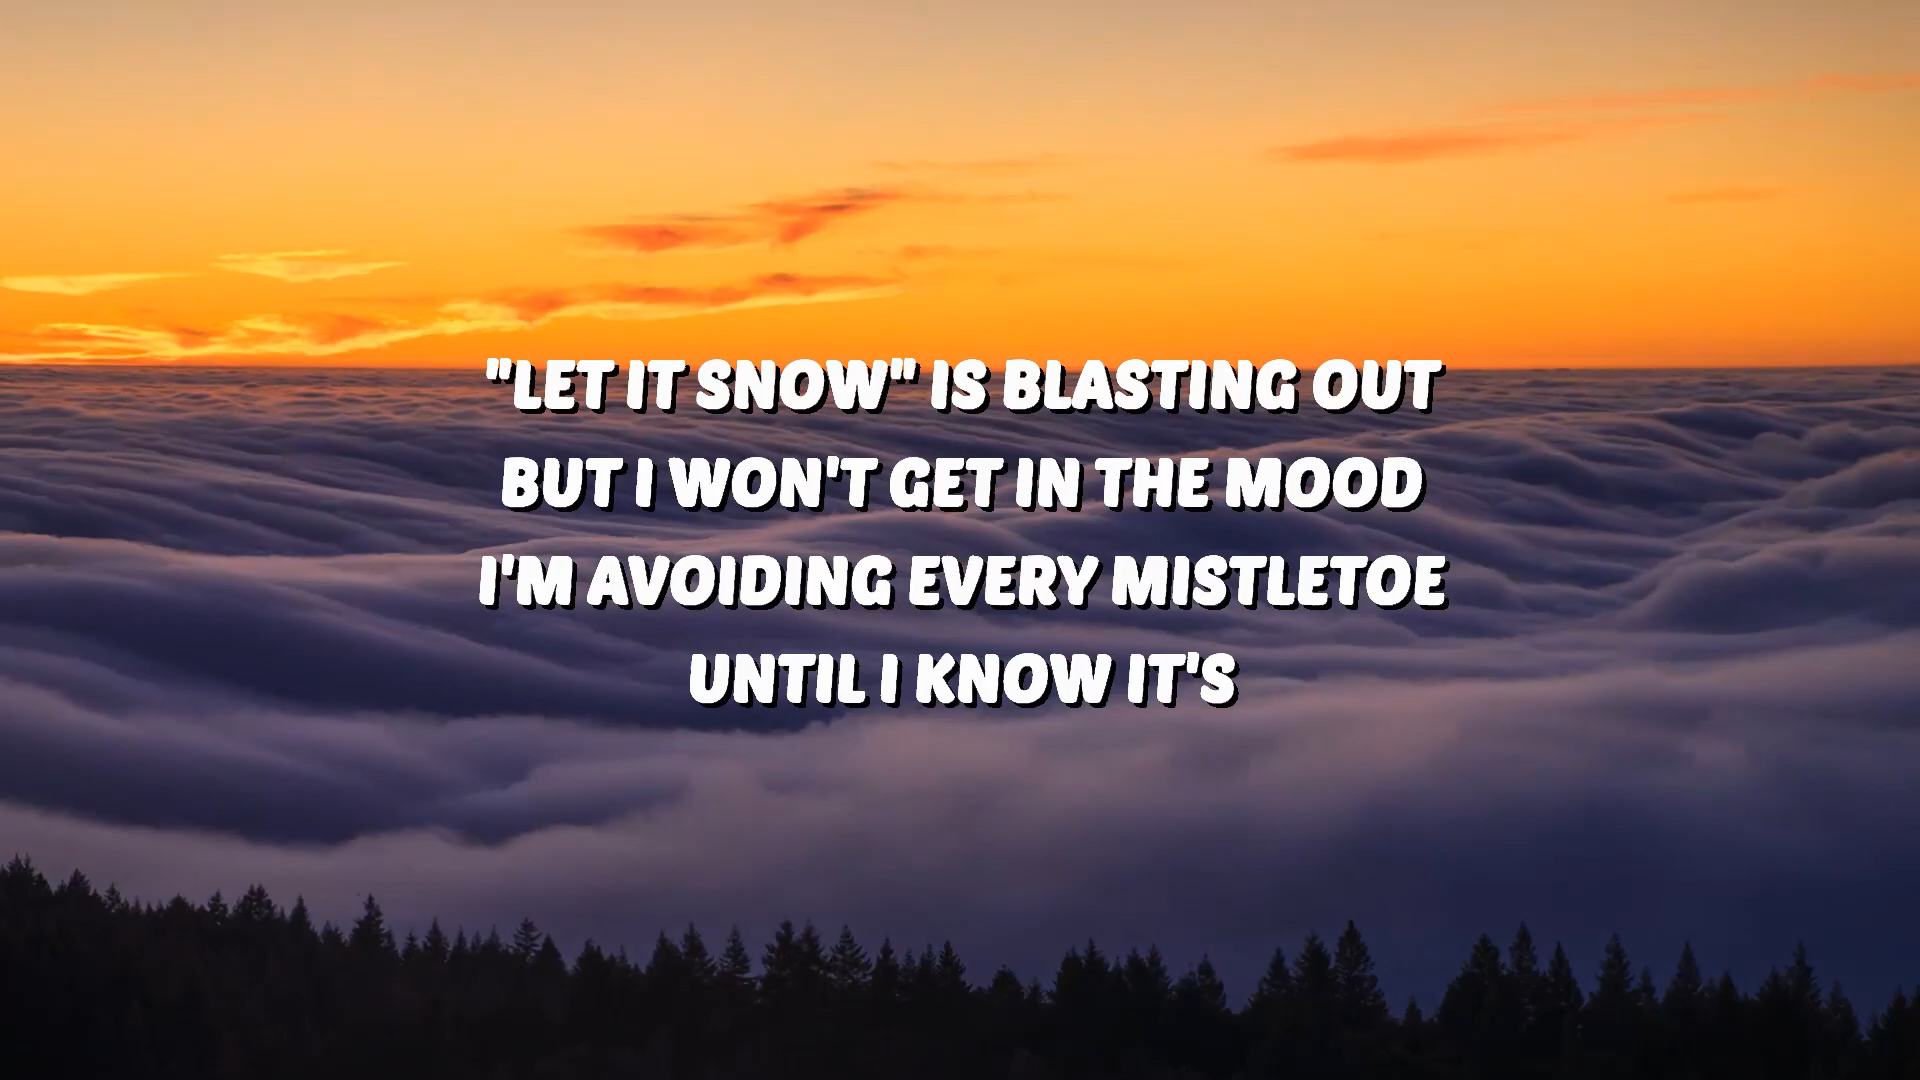 "LET IT SNOW" IS BLASTING OUT
BUT I WON'T GET IN THE MOOD
I'M AVOIDING EVERY MISTLETOE
UNTIL I KNOW IT'S